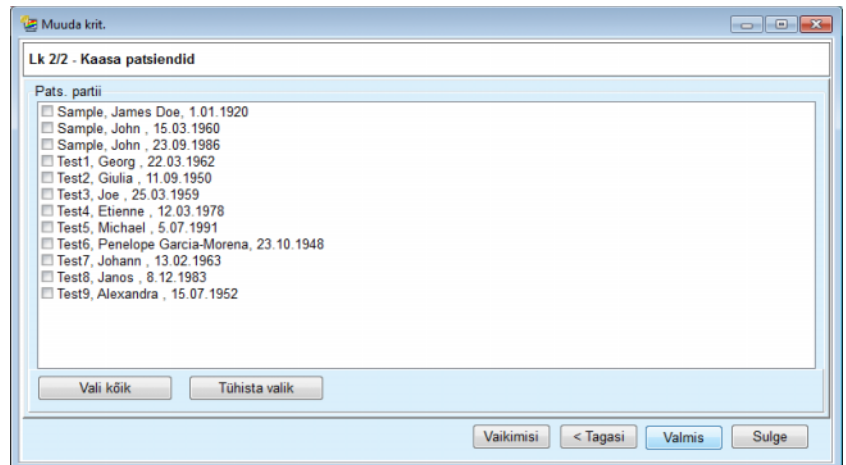 Muuda krit.
Lk 2/2 - Kaasa patsiendid
Pats. partii
Sample, James Doe, 1.01.1920
Sample, John , 15.03.1960
Sample, John , 23.09.1986
Test1, Georg , 22.03.1962
Test2, Giulia , 11.09.1950
Test3, Joe , 25.03.1959
Test4, Etienne , 12.03.1978
Test5, Michael , 5.07.1991
Test6, Penelope Garcia-Morena, 23.10.1948
Test7, Johann , 13.02.1963
Test8, Janos , 8.12.1983
Test9, Alexandra , 15.07.1952
Vali kõik Tühista valik
Vaikimisi < Tagasi Valmis Sulge